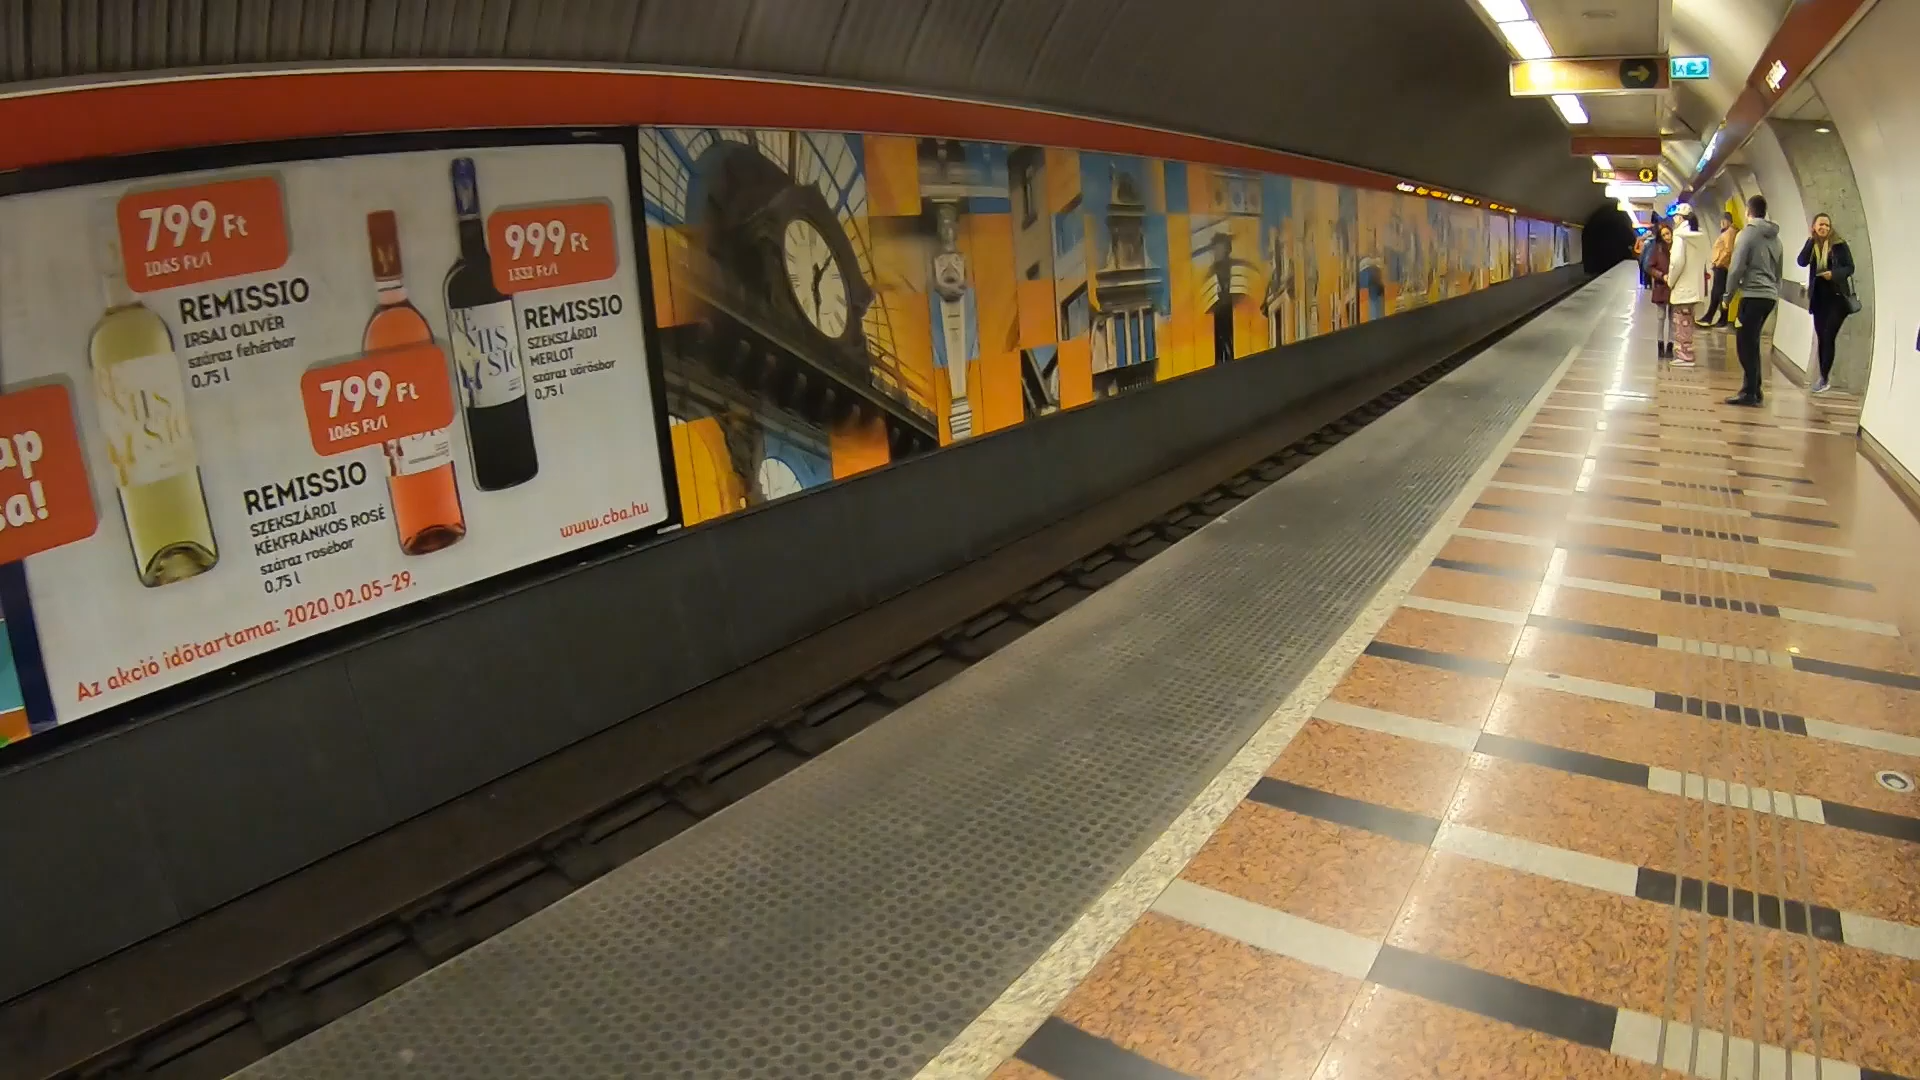 799 Ft
1065 Ft/l
REMISSIO
IRSAI OLIVÉR
száraz fehérbor
0,75 l
999 Ft
1332 Ft/l
REMISSIO
SZEKSZÁRDI
MERLOT
száraz vörösbor
0,75 l
799 Ft
1065 Ft/l
REMISSIO
SZEKSZÁRDI
KÉKFRANKOS ROSÉ
száraz rosébor
0,75 l
www.cba.hu
Az akció időtartama: 2020.02.05-29.